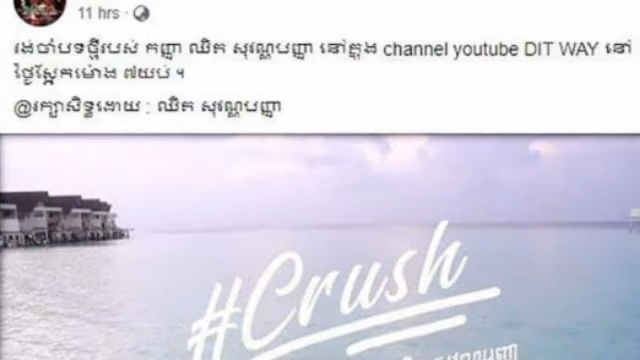 11 hrs ·
រង់ចាំបទថ្មីរបស់ កញ្ញា ឈិត សុវណ្ណបញ្ញា នៅក្នុង channel youtube DIT WAY នៅ
ថ្ងៃស្អែកម៉ោង ៧យប់ ។
@រក្សាសិទ្ធដោយ : ឈិត សុវណ្ណបញ្ញា
#Crush